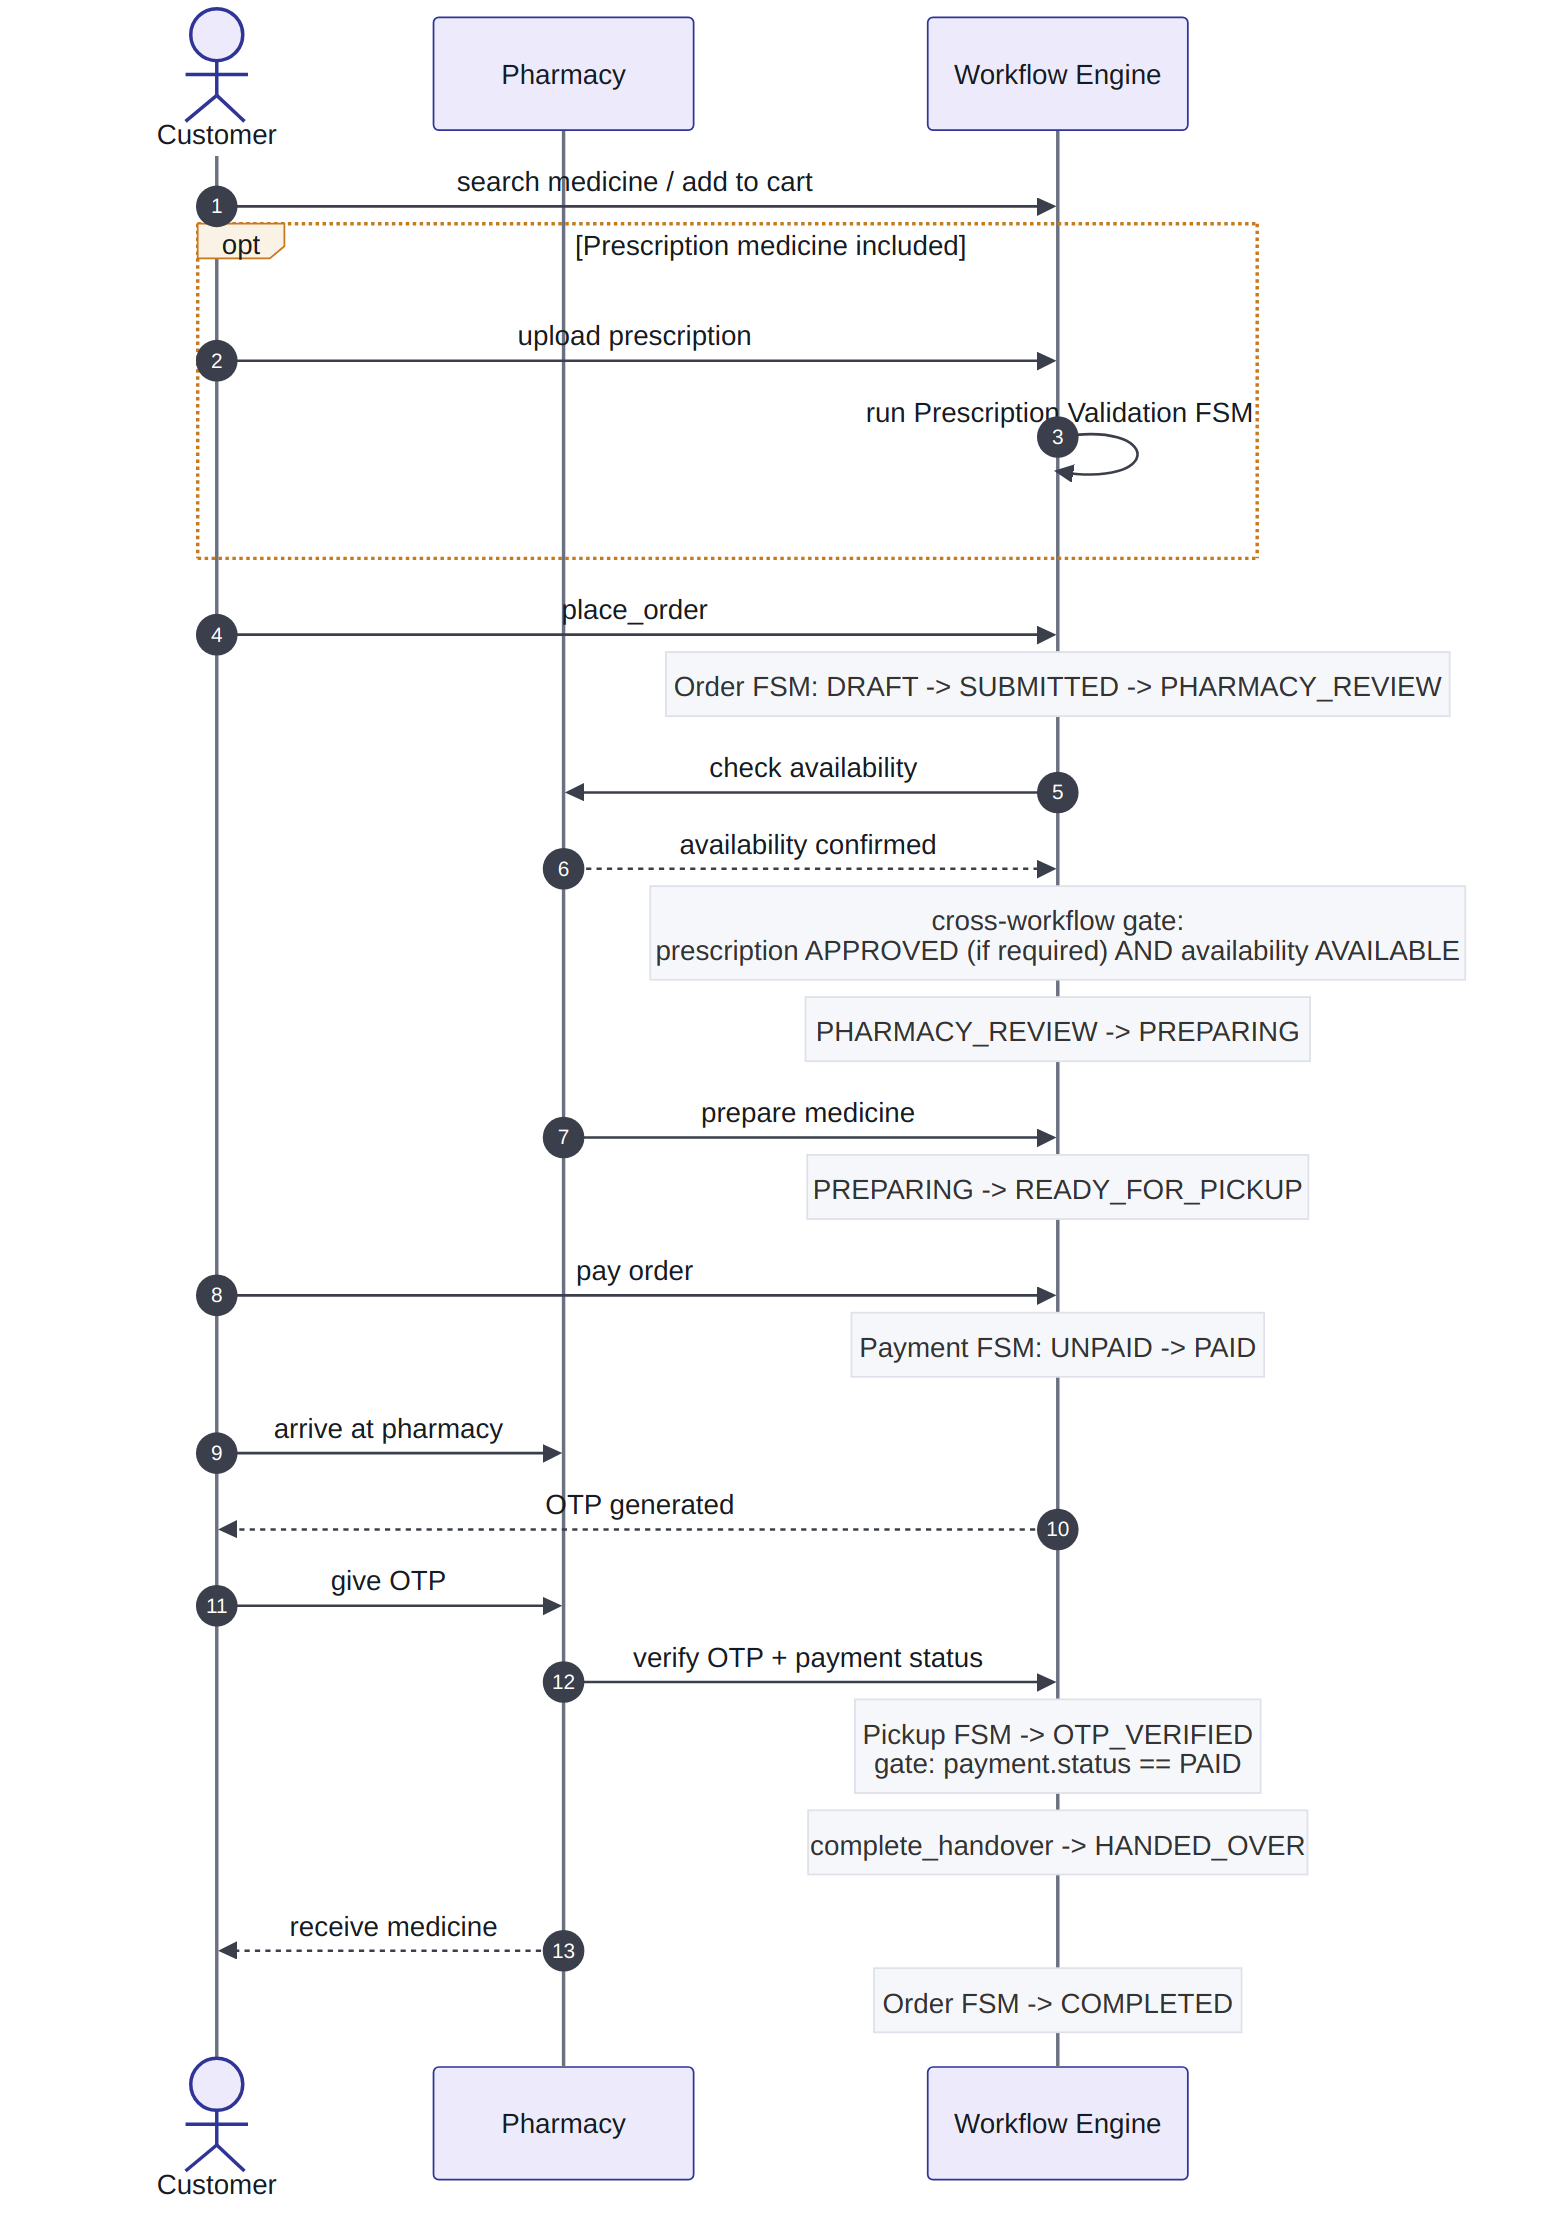 Customer
Pharmacy
Workflow Engine
search medicine / add to cart
1
opt
[Prescription medicine included]
upload prescription
2
run Prescription Validation FSM
3
place_order
4
Order FSM: DRAFT -> SUBMITTED -> PHARMACY_REVIEW
check availability
5
availability confirmed
6
cross-workflow gate:
prescription APPROVED (if required) AND availability AVAILABLE
PHARMACY_REVIEW -> PREPARING
prepare medicine
7
PREPARING -> READY_FOR_PICKUP
pay order
8
Payment FSM: UNPAID -> PAID
arrive at pharmacy
9
OTP generated
10
give OTP
11
verify OTP + payment status
12
Pickup FSM -> OTP_VERIFIED
gate: payment.status == PAID
complete_handover -> HANDED_OVER
receive medicine
13
Order FSM -> COMPLETED
Customer
Pharmacy
Workflow Engine